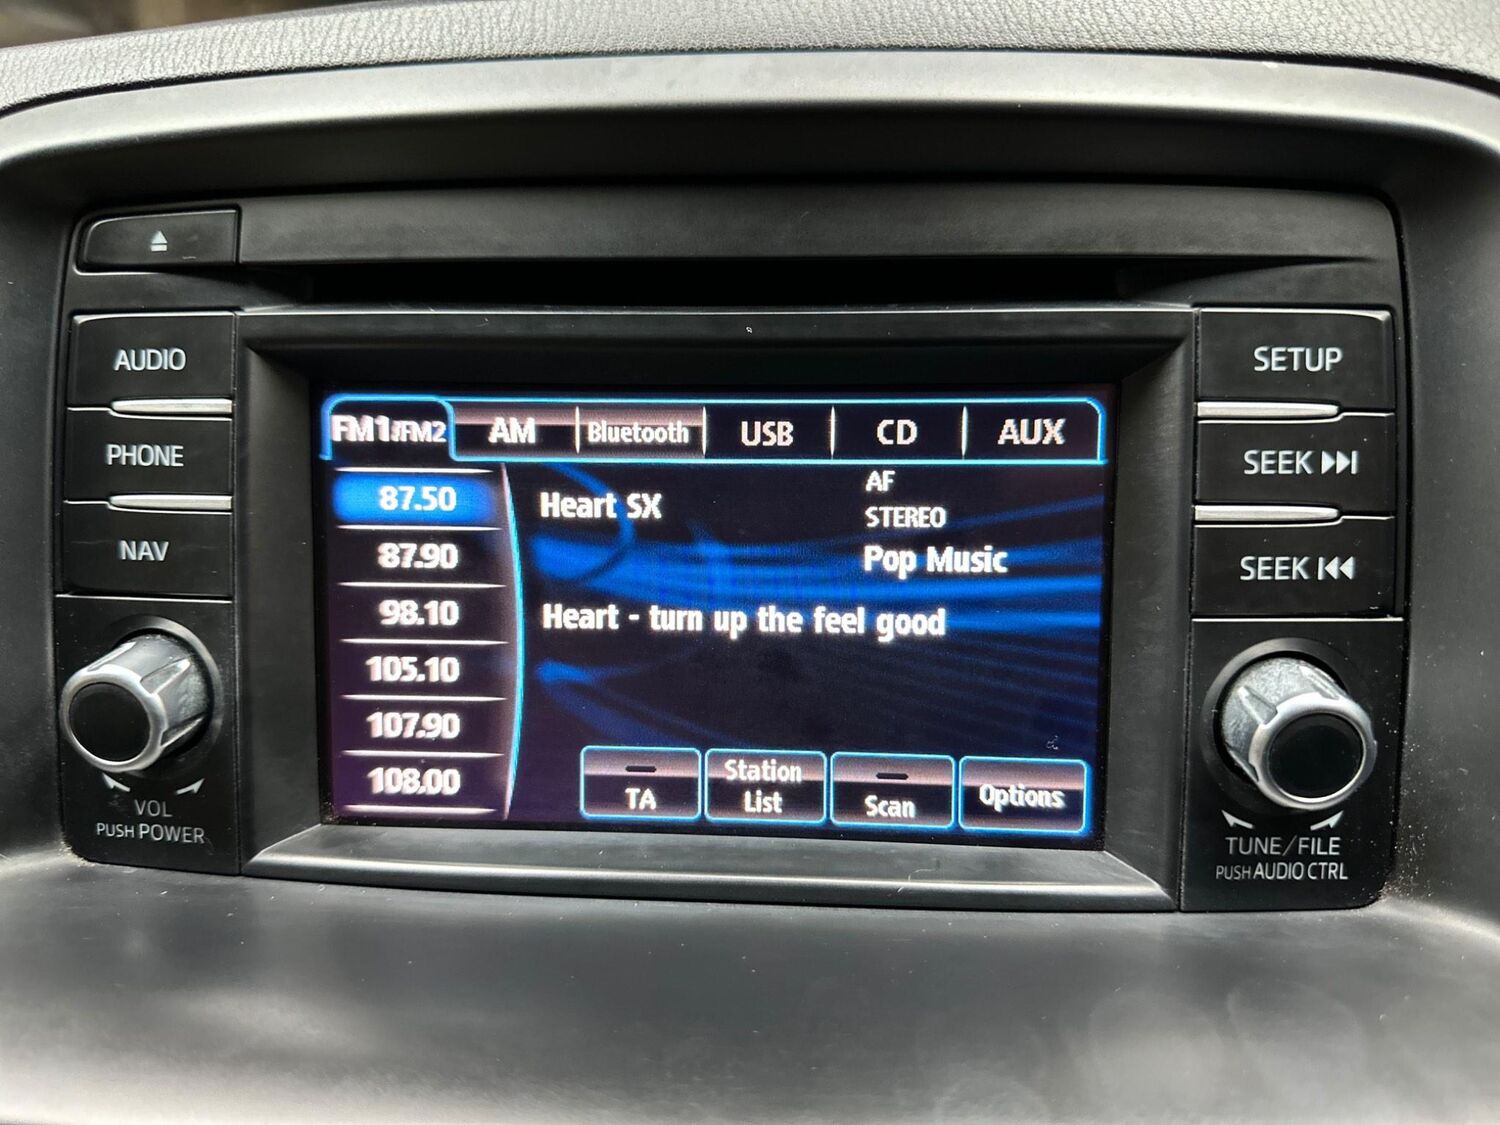 AUDIO
PHONE
NAV
VOL
PUSH POWER
FM1/FM2
AM
Bluetooth
USB
CD
AUX
87.50
87.90
98.10
105.10
107.90
108.00
Heart SX
AF
STEREO
Pop Music
Heart - turn up the feel good
TA
Station
List
Scan
Options
SETUP
SEEK
SEEK
TUNE/FILE
PUSH AUDIO CTRL